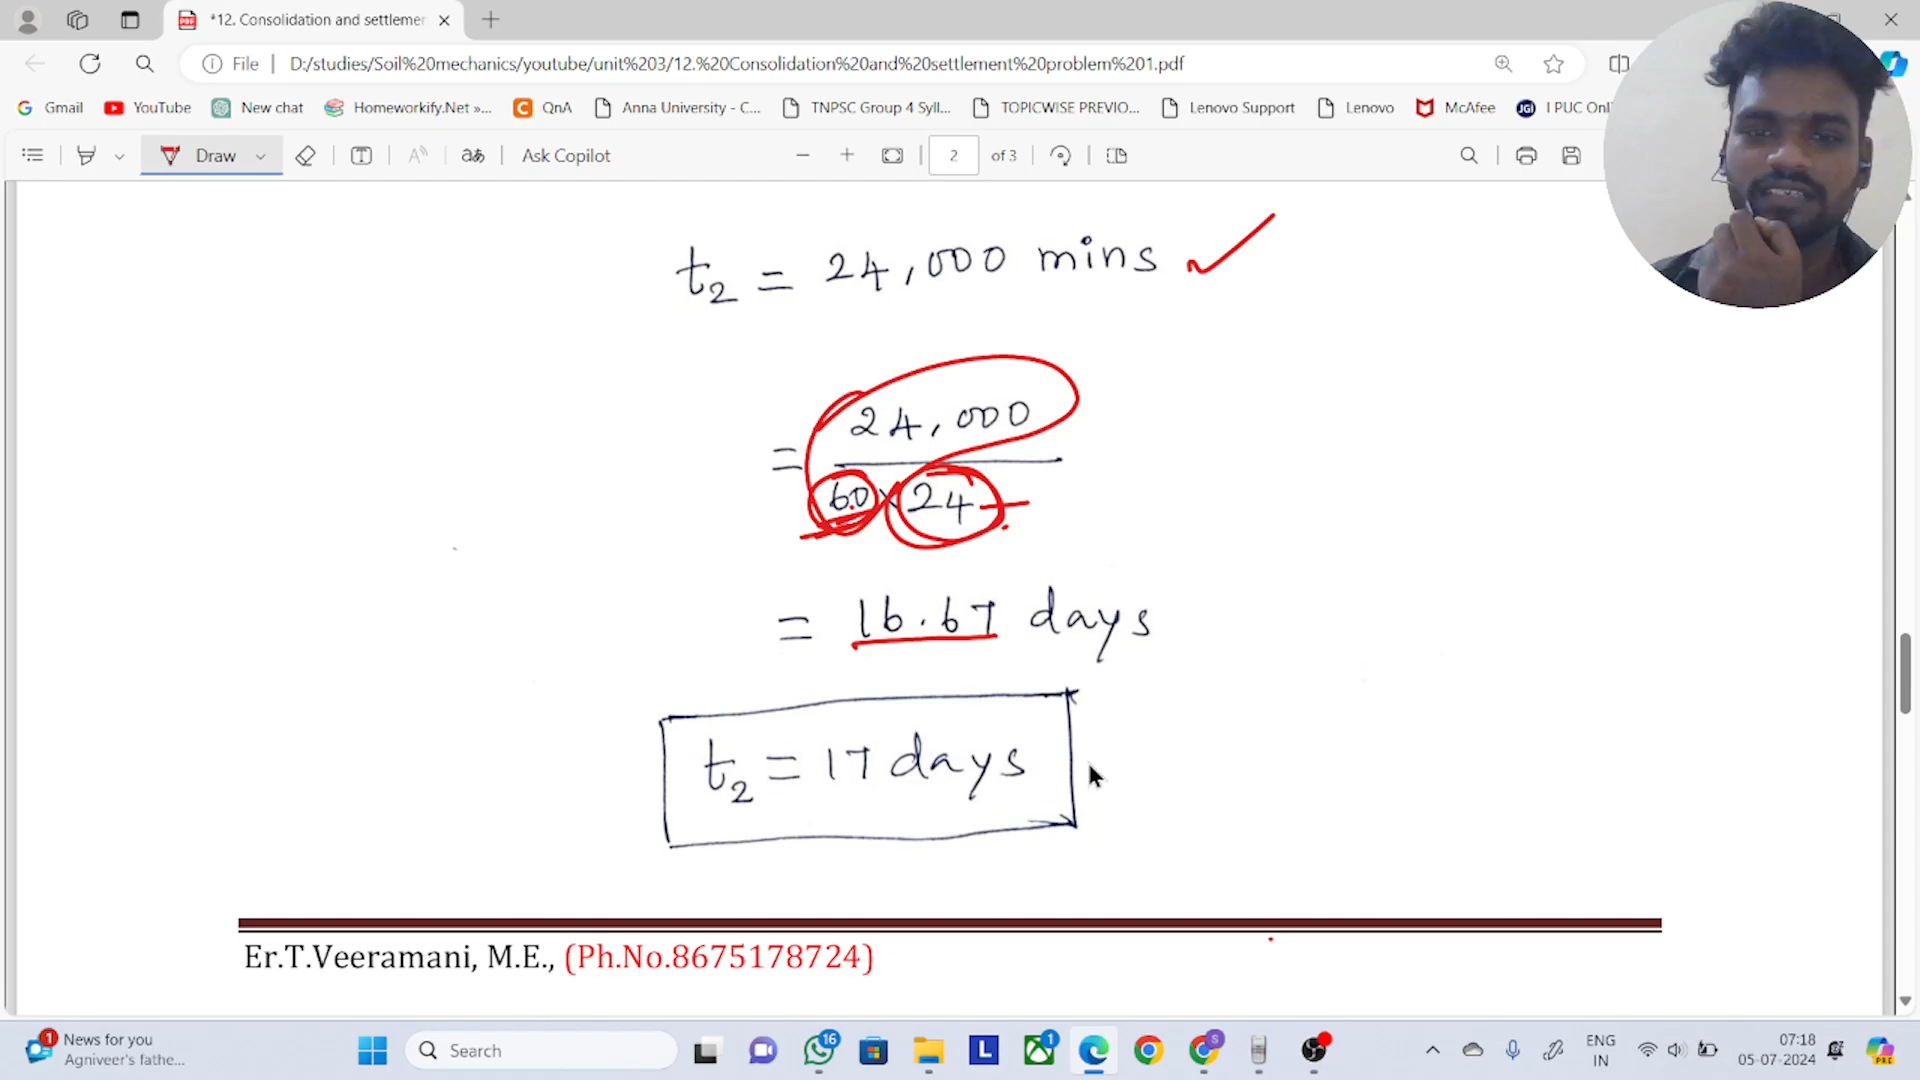 *12. Consolidation and settlemer
File
D:/studies/Soil%20mechanics/youtube/unit%203/12.%20Consolidation%20and%20settlement%20problem%201.pdf
Gmail YouTube New chat Homeworkify.Net »... QnA Anna University - C... TNPSC Group 4 Syll... TOPICWISE PREVIO... Lenovo Support Lenovo McAfee I PUC Onl
Draw Ask Copilot 2 of 3
t₂ = 24,000 mins ✓
= 24,000
60 × 24
= 16.67 days
t₂ = 17 days
Er.T.Veeramani, M.E., (Ph.No.8675178724)
1 News for you
Agniveer's fathe...
Search
16
1
ENG
IN
07:18
05-07-2024